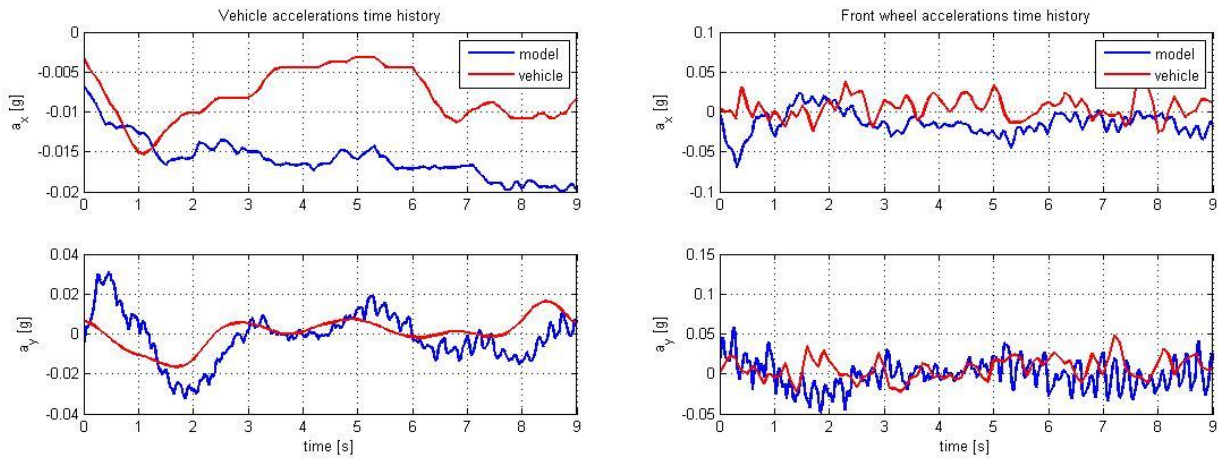 Vehicle accelerations time history
0
-0.005
-0.01
-0.015
-0.02
a_x [g]
model
vehicle
0 1 2 3 4 5 6 7 8 9
Front wheel accelerations time history
0.1
0.05
0
-0.05
-0.1
a_x [g]
model
vehicle
0 1 2 3 4 5 6 7 8 9
0.04
0.02
0
-0.02
-0.04
a_y [g]
0 1 2 3 4 5 6 7 8 9
time [s]
0.15
0.1
0.05
0
-0.05
a_y [g]
0 1 2 3 4 5 6 7 8 9
time [s]